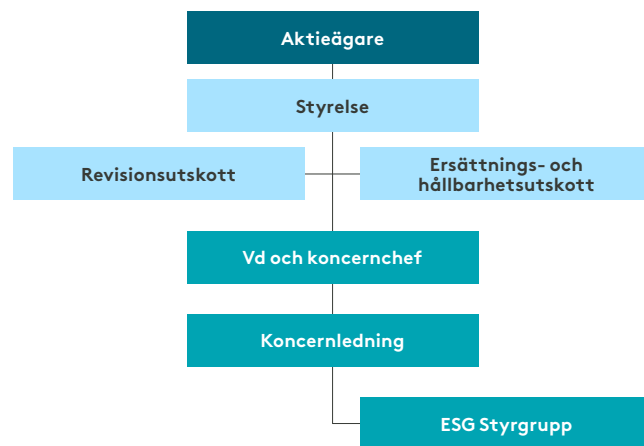 Aktieägare
Styrelse
Revisionsutskott
Ersättnings- och
hållbarhetsutskott
Vd och koncernchef
Koncernledning
ESG Styrgrupp